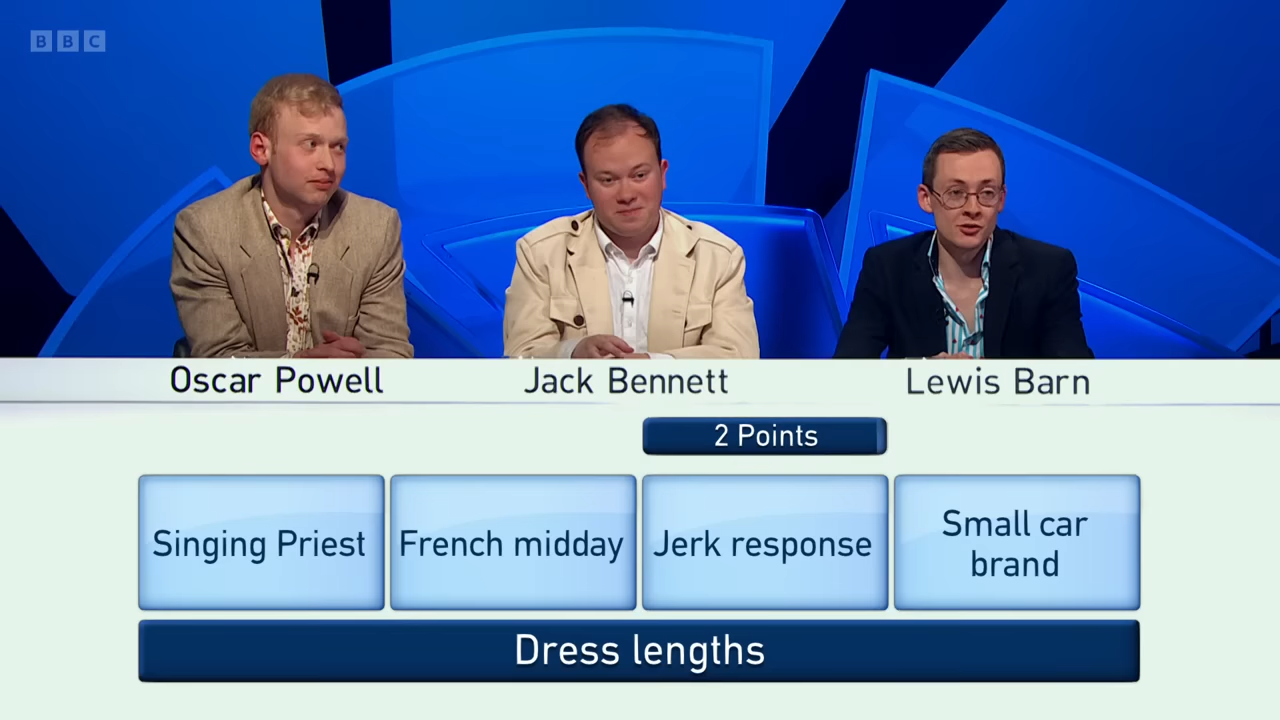 BBC
Oscar Powell
Jack Bennett
Lewis Barn
2 Points
Singing Priest
French midday
Jerk response
Small car
brand
Dress lengths